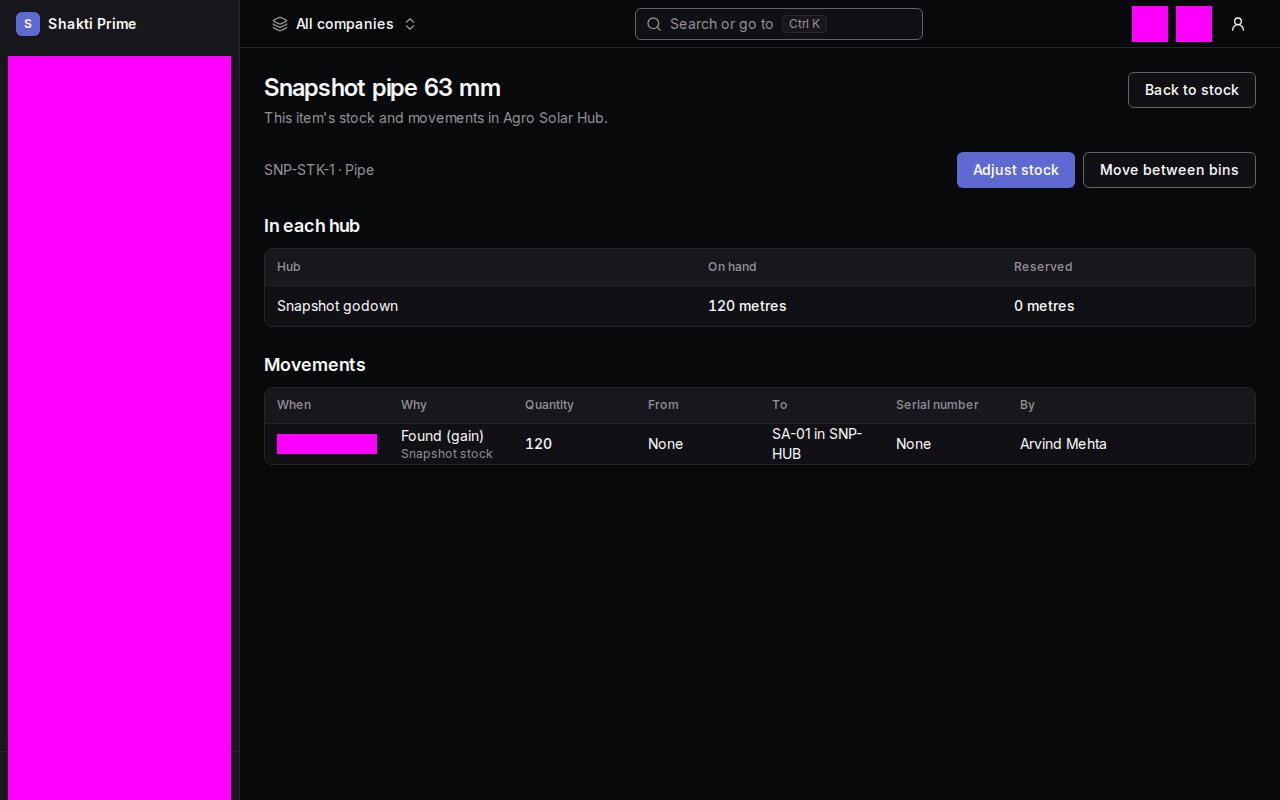 S Shakti Prime
All companies
Search or go to Ctrl K
Snapshot pipe 63 mm
Back to stock
This item's stock and movements in Agro Solar Hub.
SNP-STK-1 · Pipe
Adjust stock
Move between bins
In each hub
Hub On hand Reserved
Snapshot godown 120 metres 0 metres
Movements
When Why Quantity From To Serial number By
Found (gain)
Snapshot stock
120
None
SA-01 in SNP-
HUB
None
Arvind Mehta